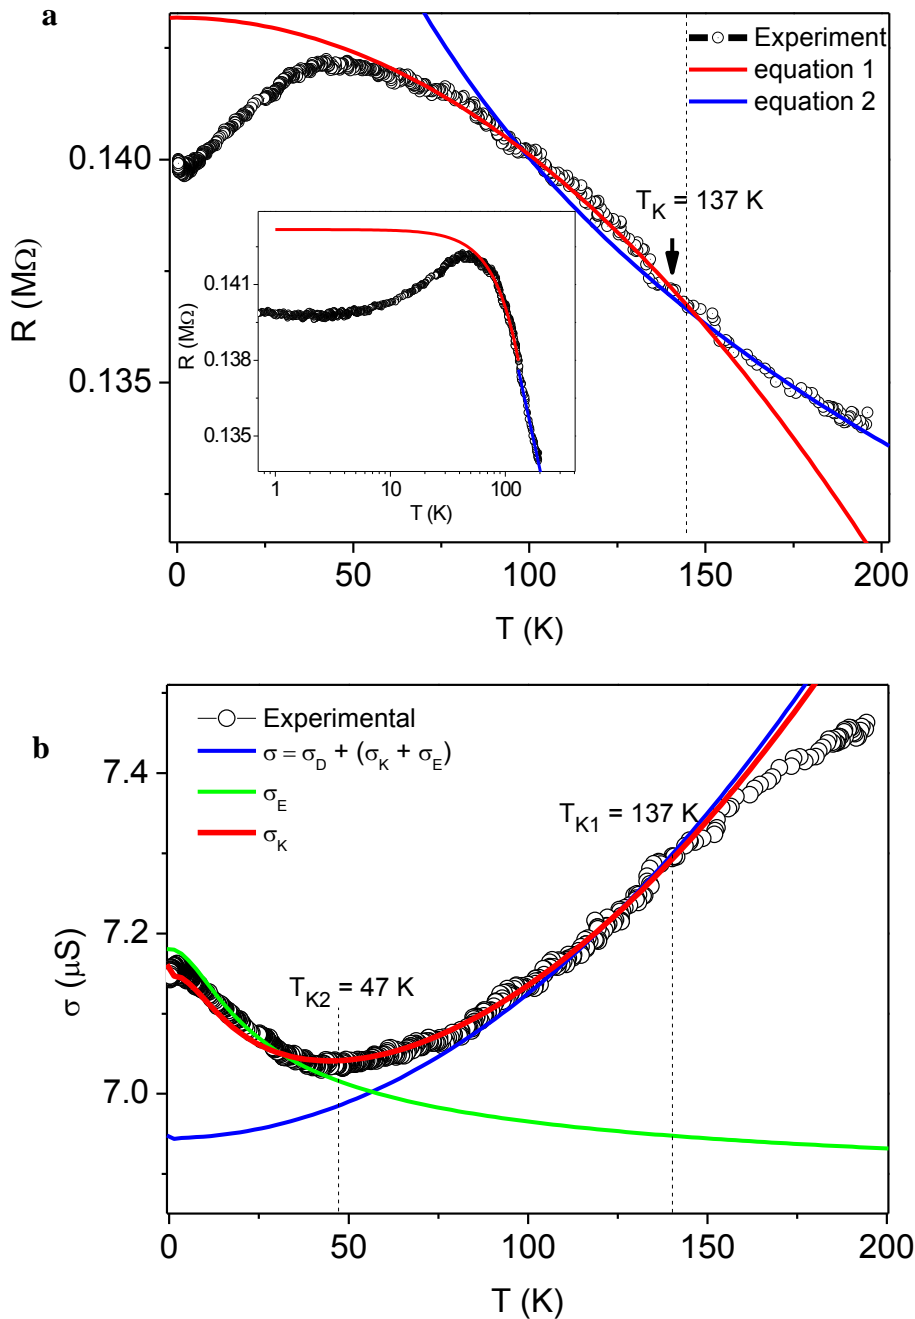 a
Experiment
equation 1
equation 2
0.140
0.135
R (MΩ)
T_K = 137 K
0.141
0.138
0.135
R (MΩ)
1
10
100
T (K)
0
50
100
150
200
T (K)
b
Experimental
σ = σ_D + (σ_K + σ_E)
σ_E
σ_K
7.4
7.2
7.0
σ (μS)
T_K1 = 137 K
T_K2 = 47 K
0
50
100
150
200
T (K)